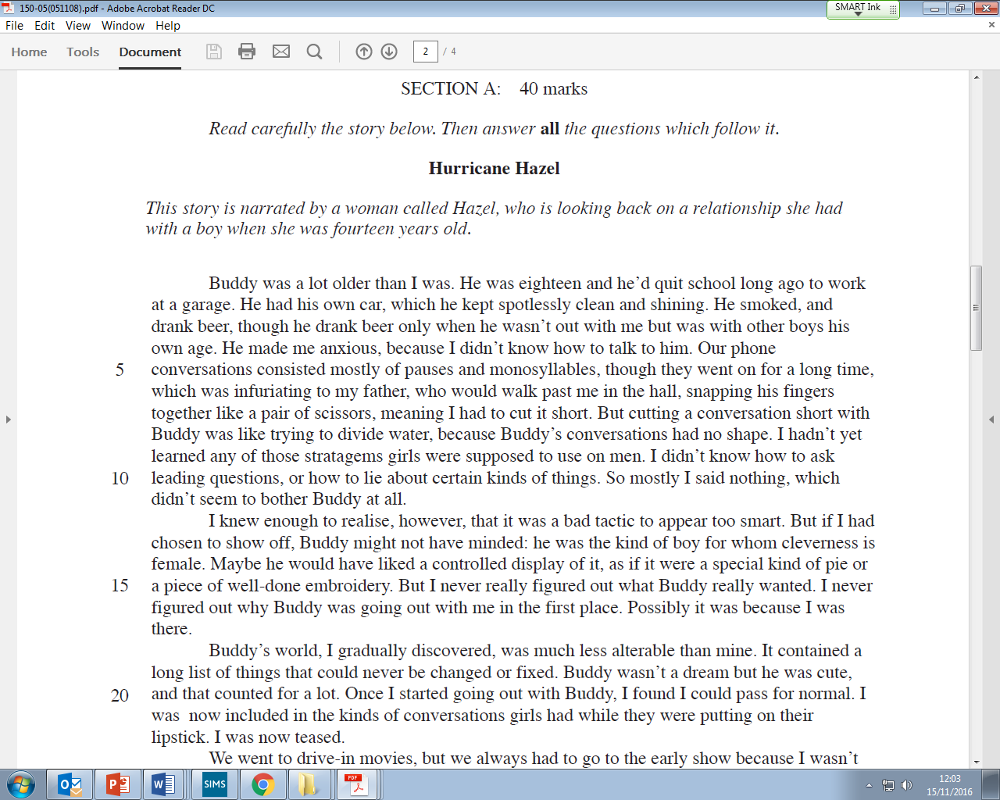 150-05(051108).pdf - Adobe Acrobat Reader DC
SMART Ink
File Edit View Window Help
Home Tools Document 2 / 4
SECTION A: 40 marks
Read carefully the story below. Then answer all the questions which follow it.
Hurricane Hazel
This story is narrated by a woman called Hazel, who is looking back on a relationship she had
with a boy when she was fourteen years old.
Buddy was a lot older than I was. He was eighteen and he’d quit school long ago to work
at a garage. He had his own car, which he kept spotlessly clean and shining. He smoked, and
drank beer, though he drank beer only when he wasn’t out with me but was with other boys his
own age. He made me anxious, because I didn’t know how to talk to him. Our phone
5 conversations consisted mostly of pauses and monosyllables, though they went on for a long time,
which was infuriating to my father, who would walk past me in the hall, snapping his fingers
together like a pair of scissors, meaning I had to cut it short. But cutting a conversation short with
Buddy was like trying to divide water, because Buddy’s conversations had no shape. I hadn’t yet
learned any of those stratagems girls were supposed to use on men. I didn’t know how to ask
10 leading questions, or how to lie about certain kinds of things. So mostly I said nothing, which
didn’t seem to bother Buddy at all.
I knew enough to realise, however, that it was a bad tactic to appear too smart. But if I had
chosen to show off, Buddy might not have minded: he was the kind of boy for whom cleverness is
female. Maybe he would have liked a controlled display of it, as if it were a special kind of pie or
15 a piece of well-done embroidery. But I never really figured out what Buddy really wanted. I never
figured out why Buddy was going out with me in the first place. Possibly it was because I was
there.
Buddy’s world, I gradually discovered, was much less alterable than mine. It contained a
long list of things that could never be changed or fixed. Buddy wasn’t a dream but he was cute,
20 and that counted for a lot. Once I started going out with Buddy, I found I could pass for normal. I
was now included in the kinds of conversations girls had while they were putting on their
lipstick. I was now teased.
We went to drive-in movies, but we always had to go to the early show because I wasn’t
SIMS
PDF
12:03
15/11/2016